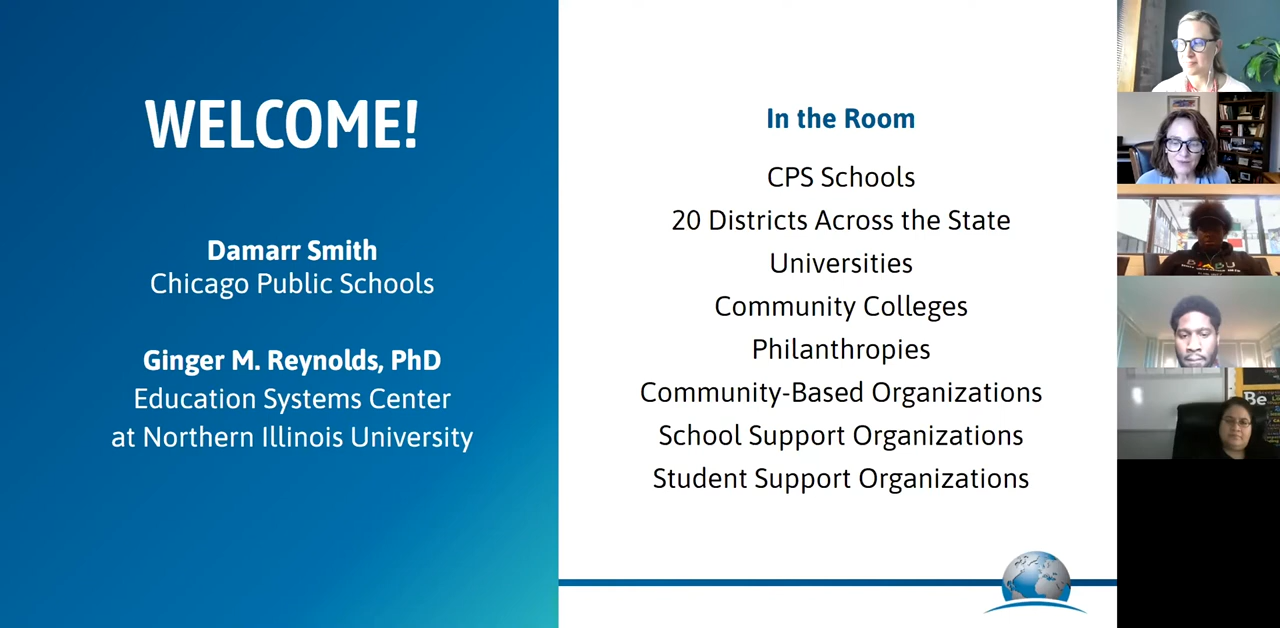 WELCOME!
Damarr Smith
Chicago Public Schools
Ginger M. Reynolds, PhD
Education Systems Center
at Northern Illinois University
In the Room
CPS Schools
20 Districts Across the State
Universities
Community Colleges
Philanthropies
Community-Based Organizations
School Support Organizations
Student Support Organizations
Be